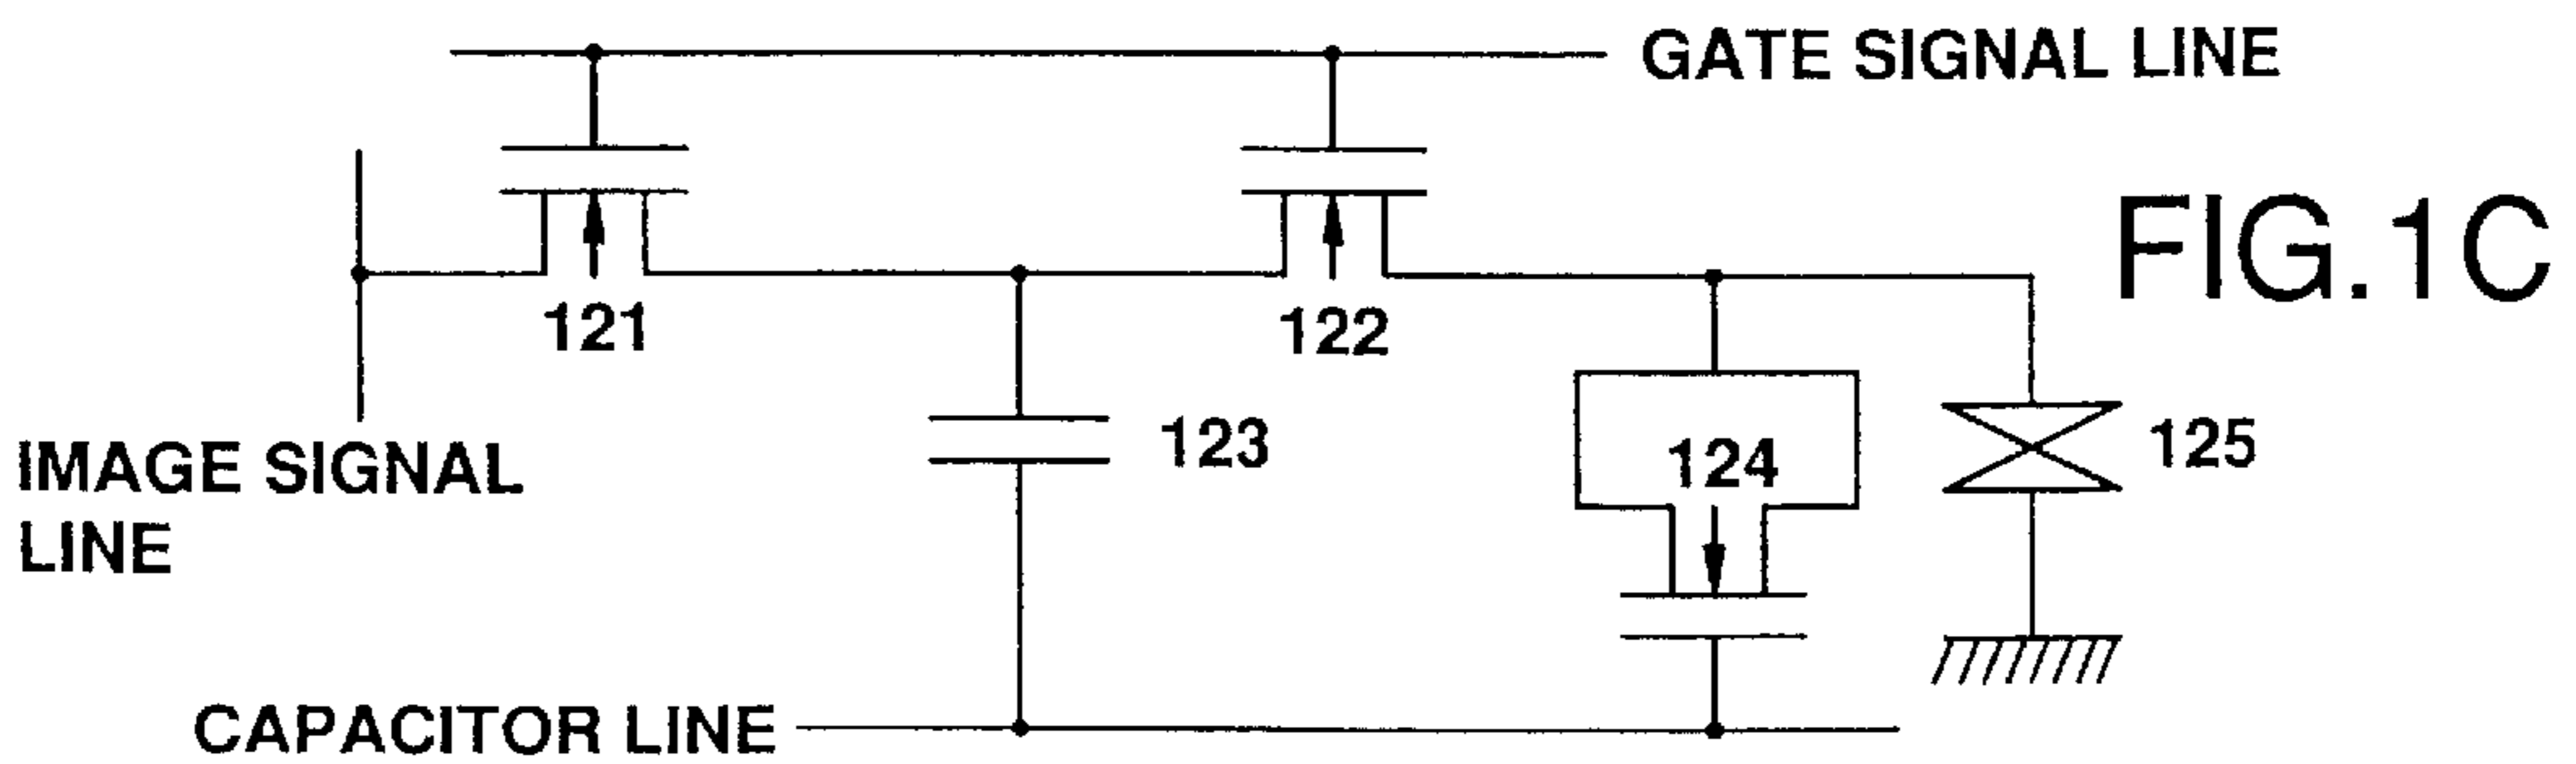 GATE SIGNAL LINE
FIG.1C
121
122
IMAGE SIGNAL
LINE
123
124
125
CAPACITOR LINE